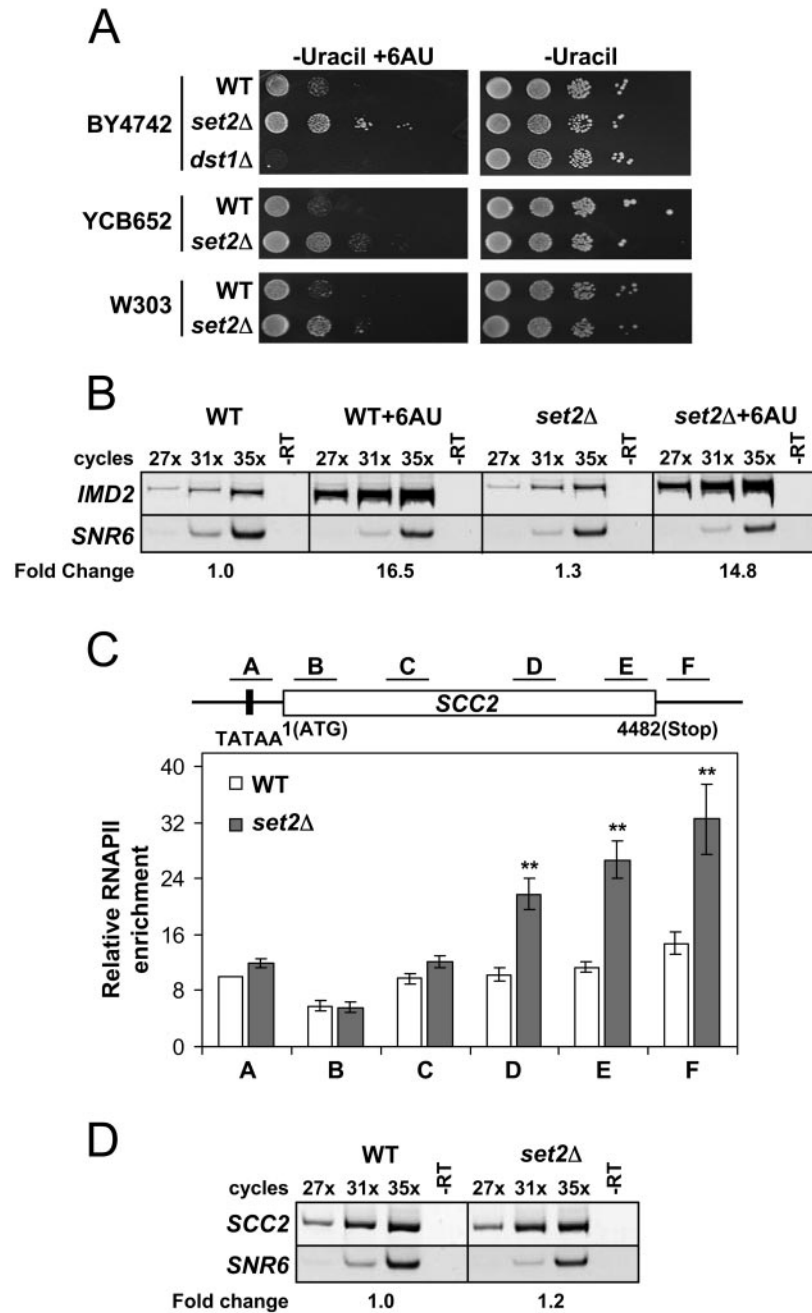 A
-Uracil +6AU
-Uracil
BY4742
WT
set2Δ
dst1Δ
YCB652
WT
set2Δ
W303
WT
set2Δ
B
WT
WT+6AU
set2Δ
set2Δ+6AU
cycles 27x 31x 35x -RT 27x 31x 35x -RT 27x 31x 35x -RT 27x 31x 35x -RT
IMD2
SNR6
Fold Change 1.0 16.5 1.3 14.8
C
A B C D E F
SCC2
TATAA 1(ATG) 4482(Stop)
Relative RNAPII enrichment
40
32
24
16
8
0
WT
set2Δ
** ** **
A B C D E F
D
WT set2Δ
cycles 27x 31x 35x -RT 27x 31x 35x -RT
SCC2
SNR6
Fold change 1.0 1.2